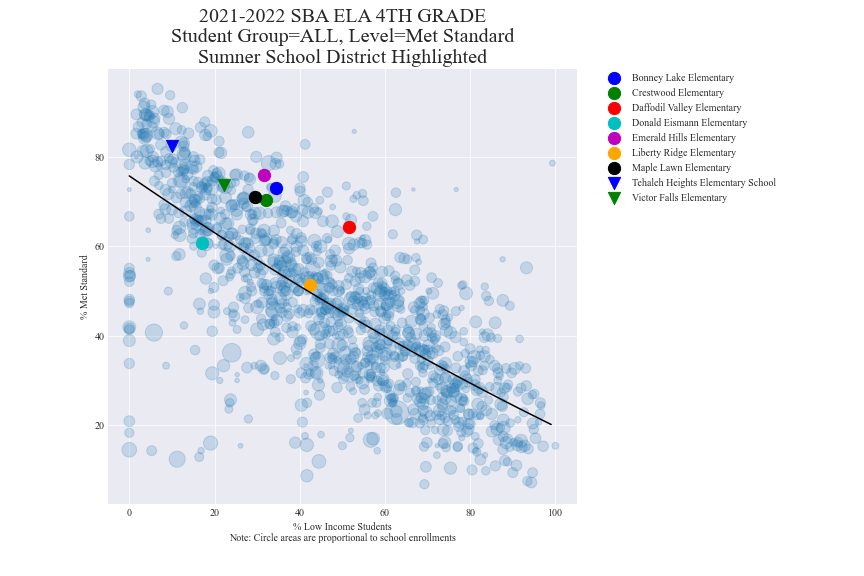 2021-2022 SBA ELA 4TH GRADE
Student Group=ALL, Level=Met Standard
Sumner School District Highlighted
% Met Standard
80
60
40
20
0
20
40
60
80
100
% Low Income Students
Note: Circle areas are proportional to school enrollments
Bonney Lake Elementary
Crestwood Elementary
Daffodil Valley Elementary
Donald Eismann Elementary
Emerald Hills Elementary
Liberty Ridge Elementary
Maple Lawn Elementary
Tehaleh Heights Elementary School
Victor Falls Elementary